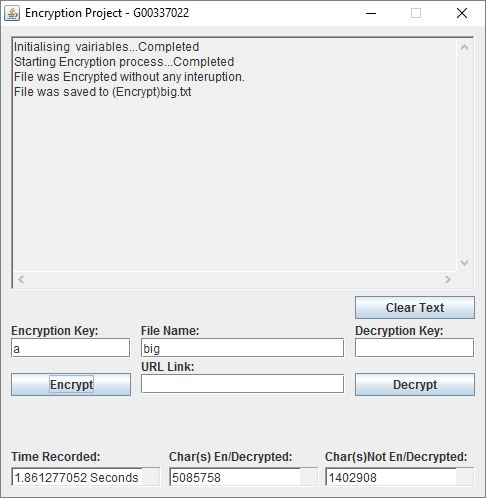 Encryption Project - G00337022
Initialising vairiables...Completed
Starting Encryption process...Completed
File was Encrypted without any interuption.
File was saved to (Encrypt)big.txt
Clear Text
Encryption Key: File Name: Decryption Key:
a big
URL Link:
Encrypt Decrypt
Time Recorded: Char(s) En/Decrypted: Char(s)Not En/Decrypted:
1.861277052 Seconds 5085758 1402908